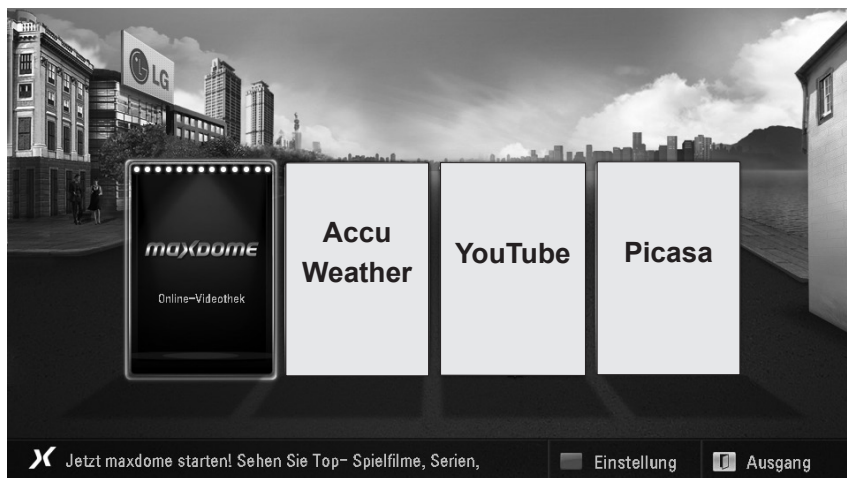 LG
maxdome
Online-Videothek
Accu
Weather
YouTube
Picasa
Jetzt maxdome starten! Sehen Sie Top- Spielfilme, Serien,
Einstellung
Ausgang